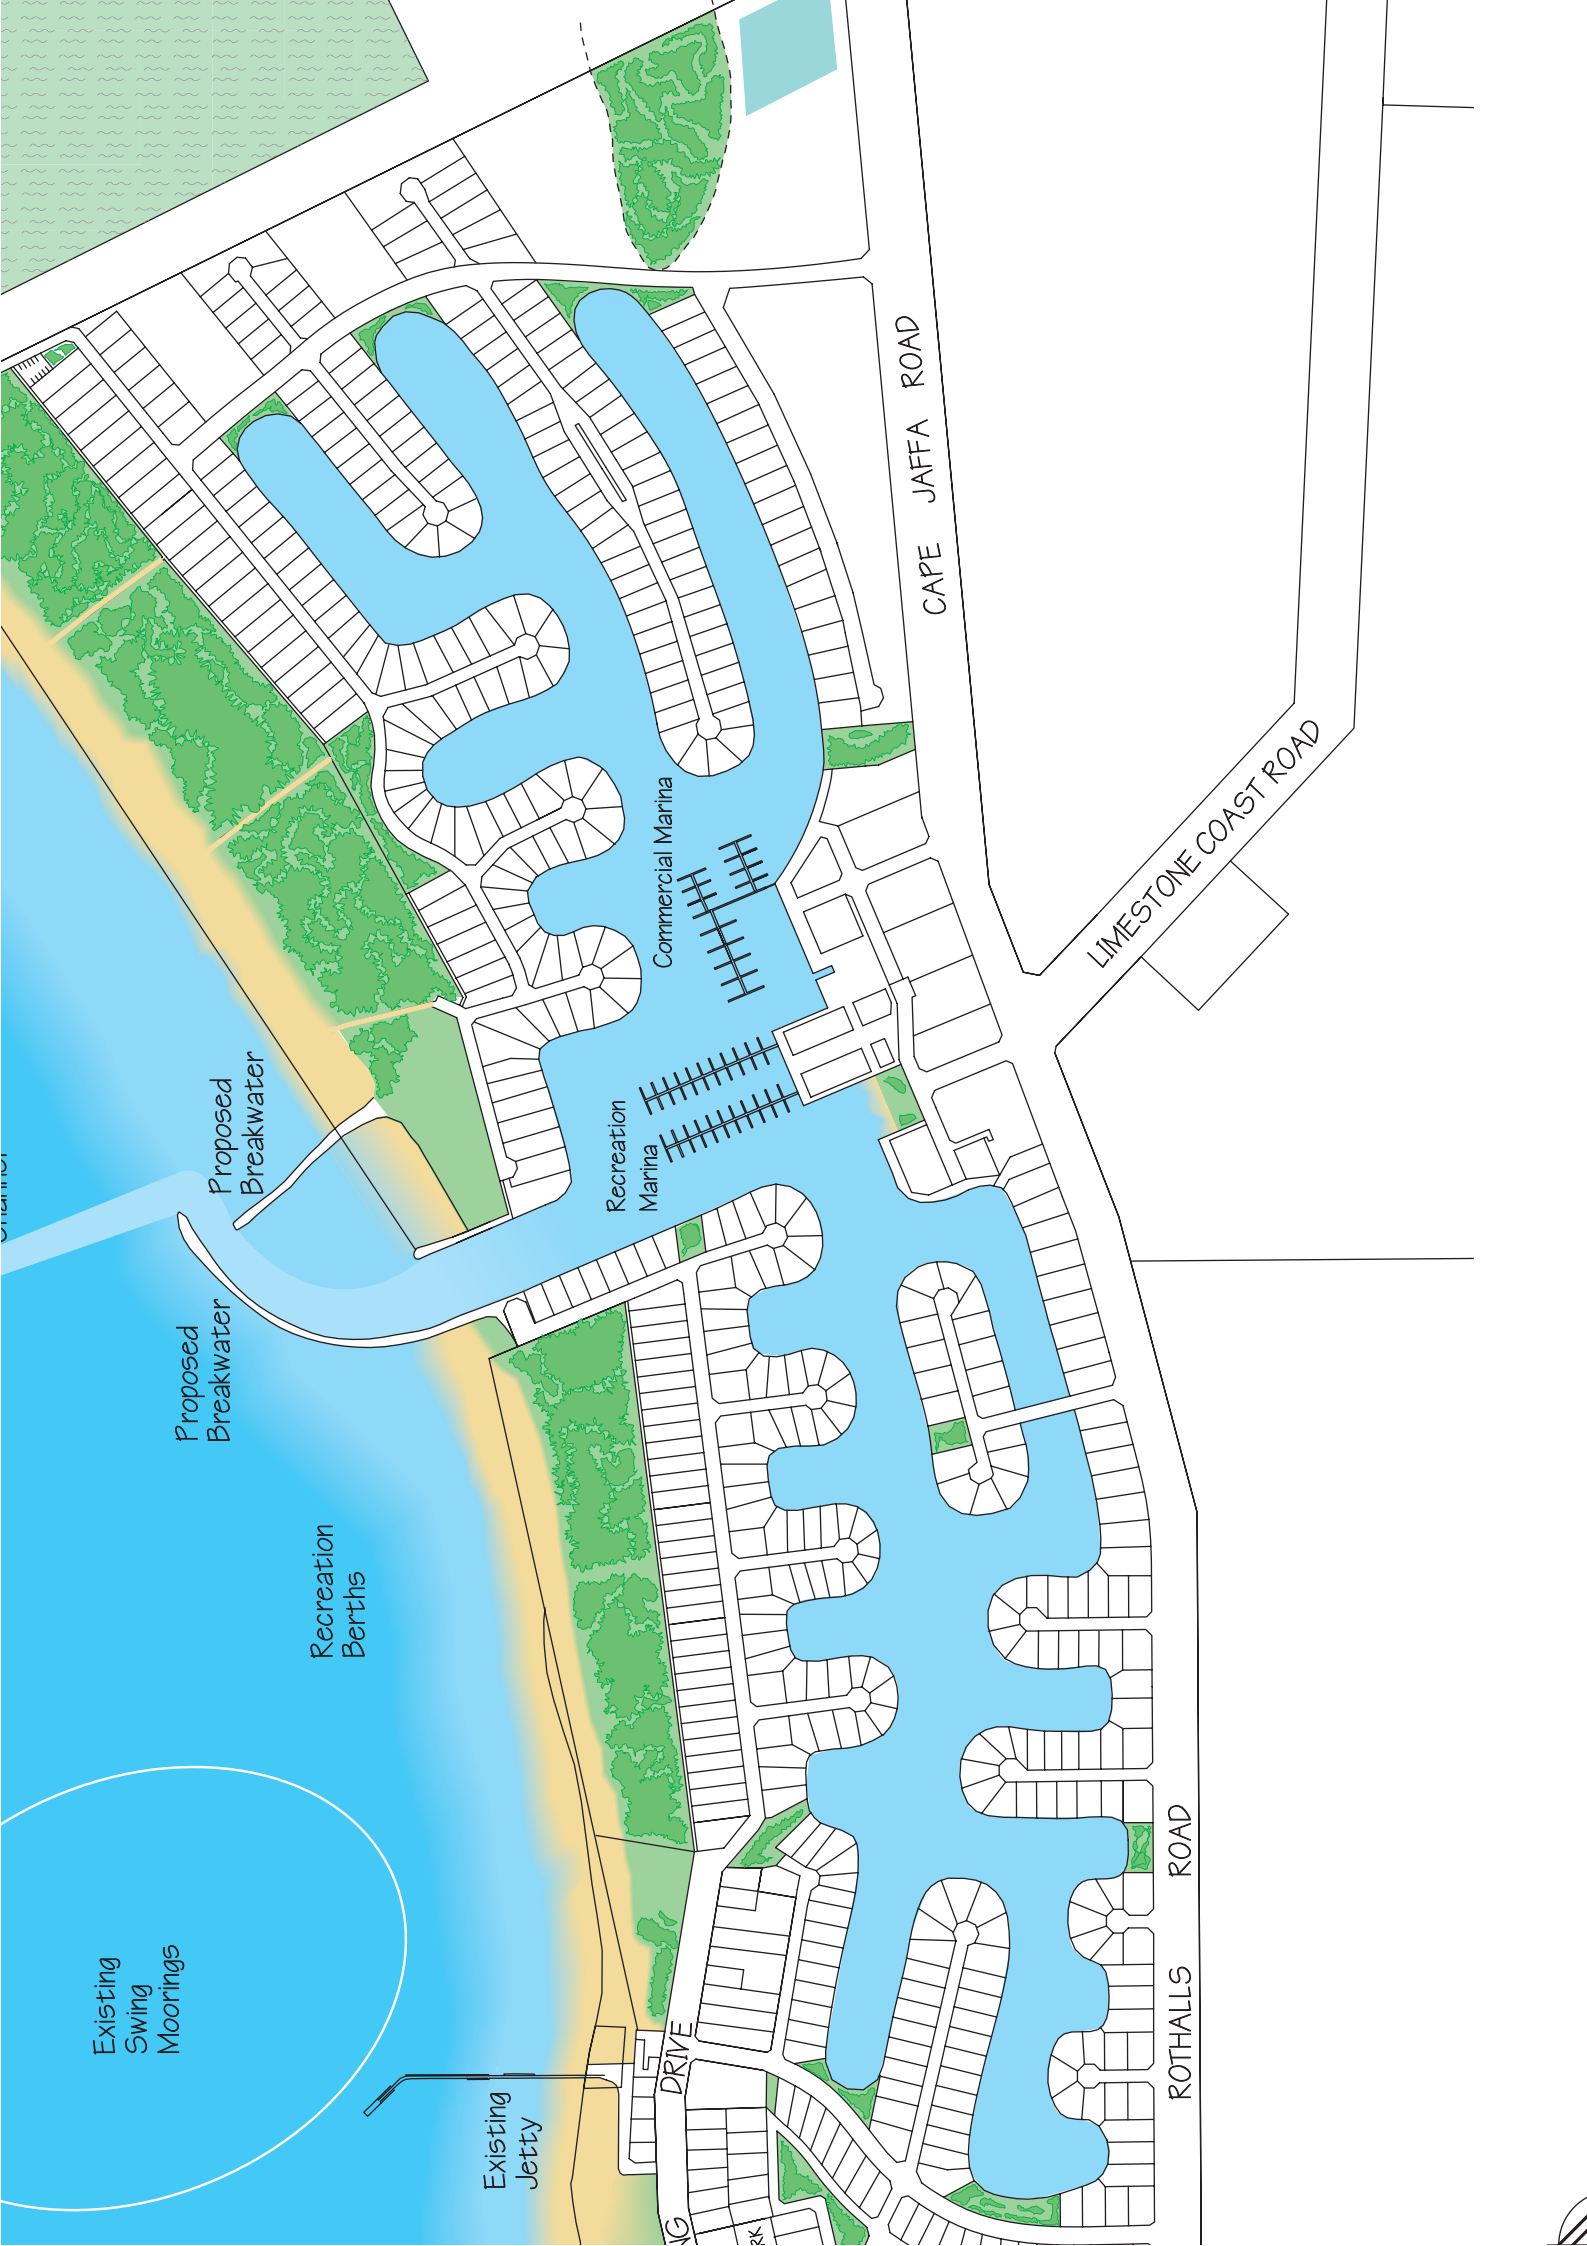 CAPE JAFFA ROAD
LIMESTONE COAST ROAD
Commercial Marina
Proposed
Breakwater
Recreation
Marina
Proposed
Breakwater
Recreation
Berths
Existing
Swing
Moorings
Existing
Jetty
DRIVE
ROTHALLS ROAD